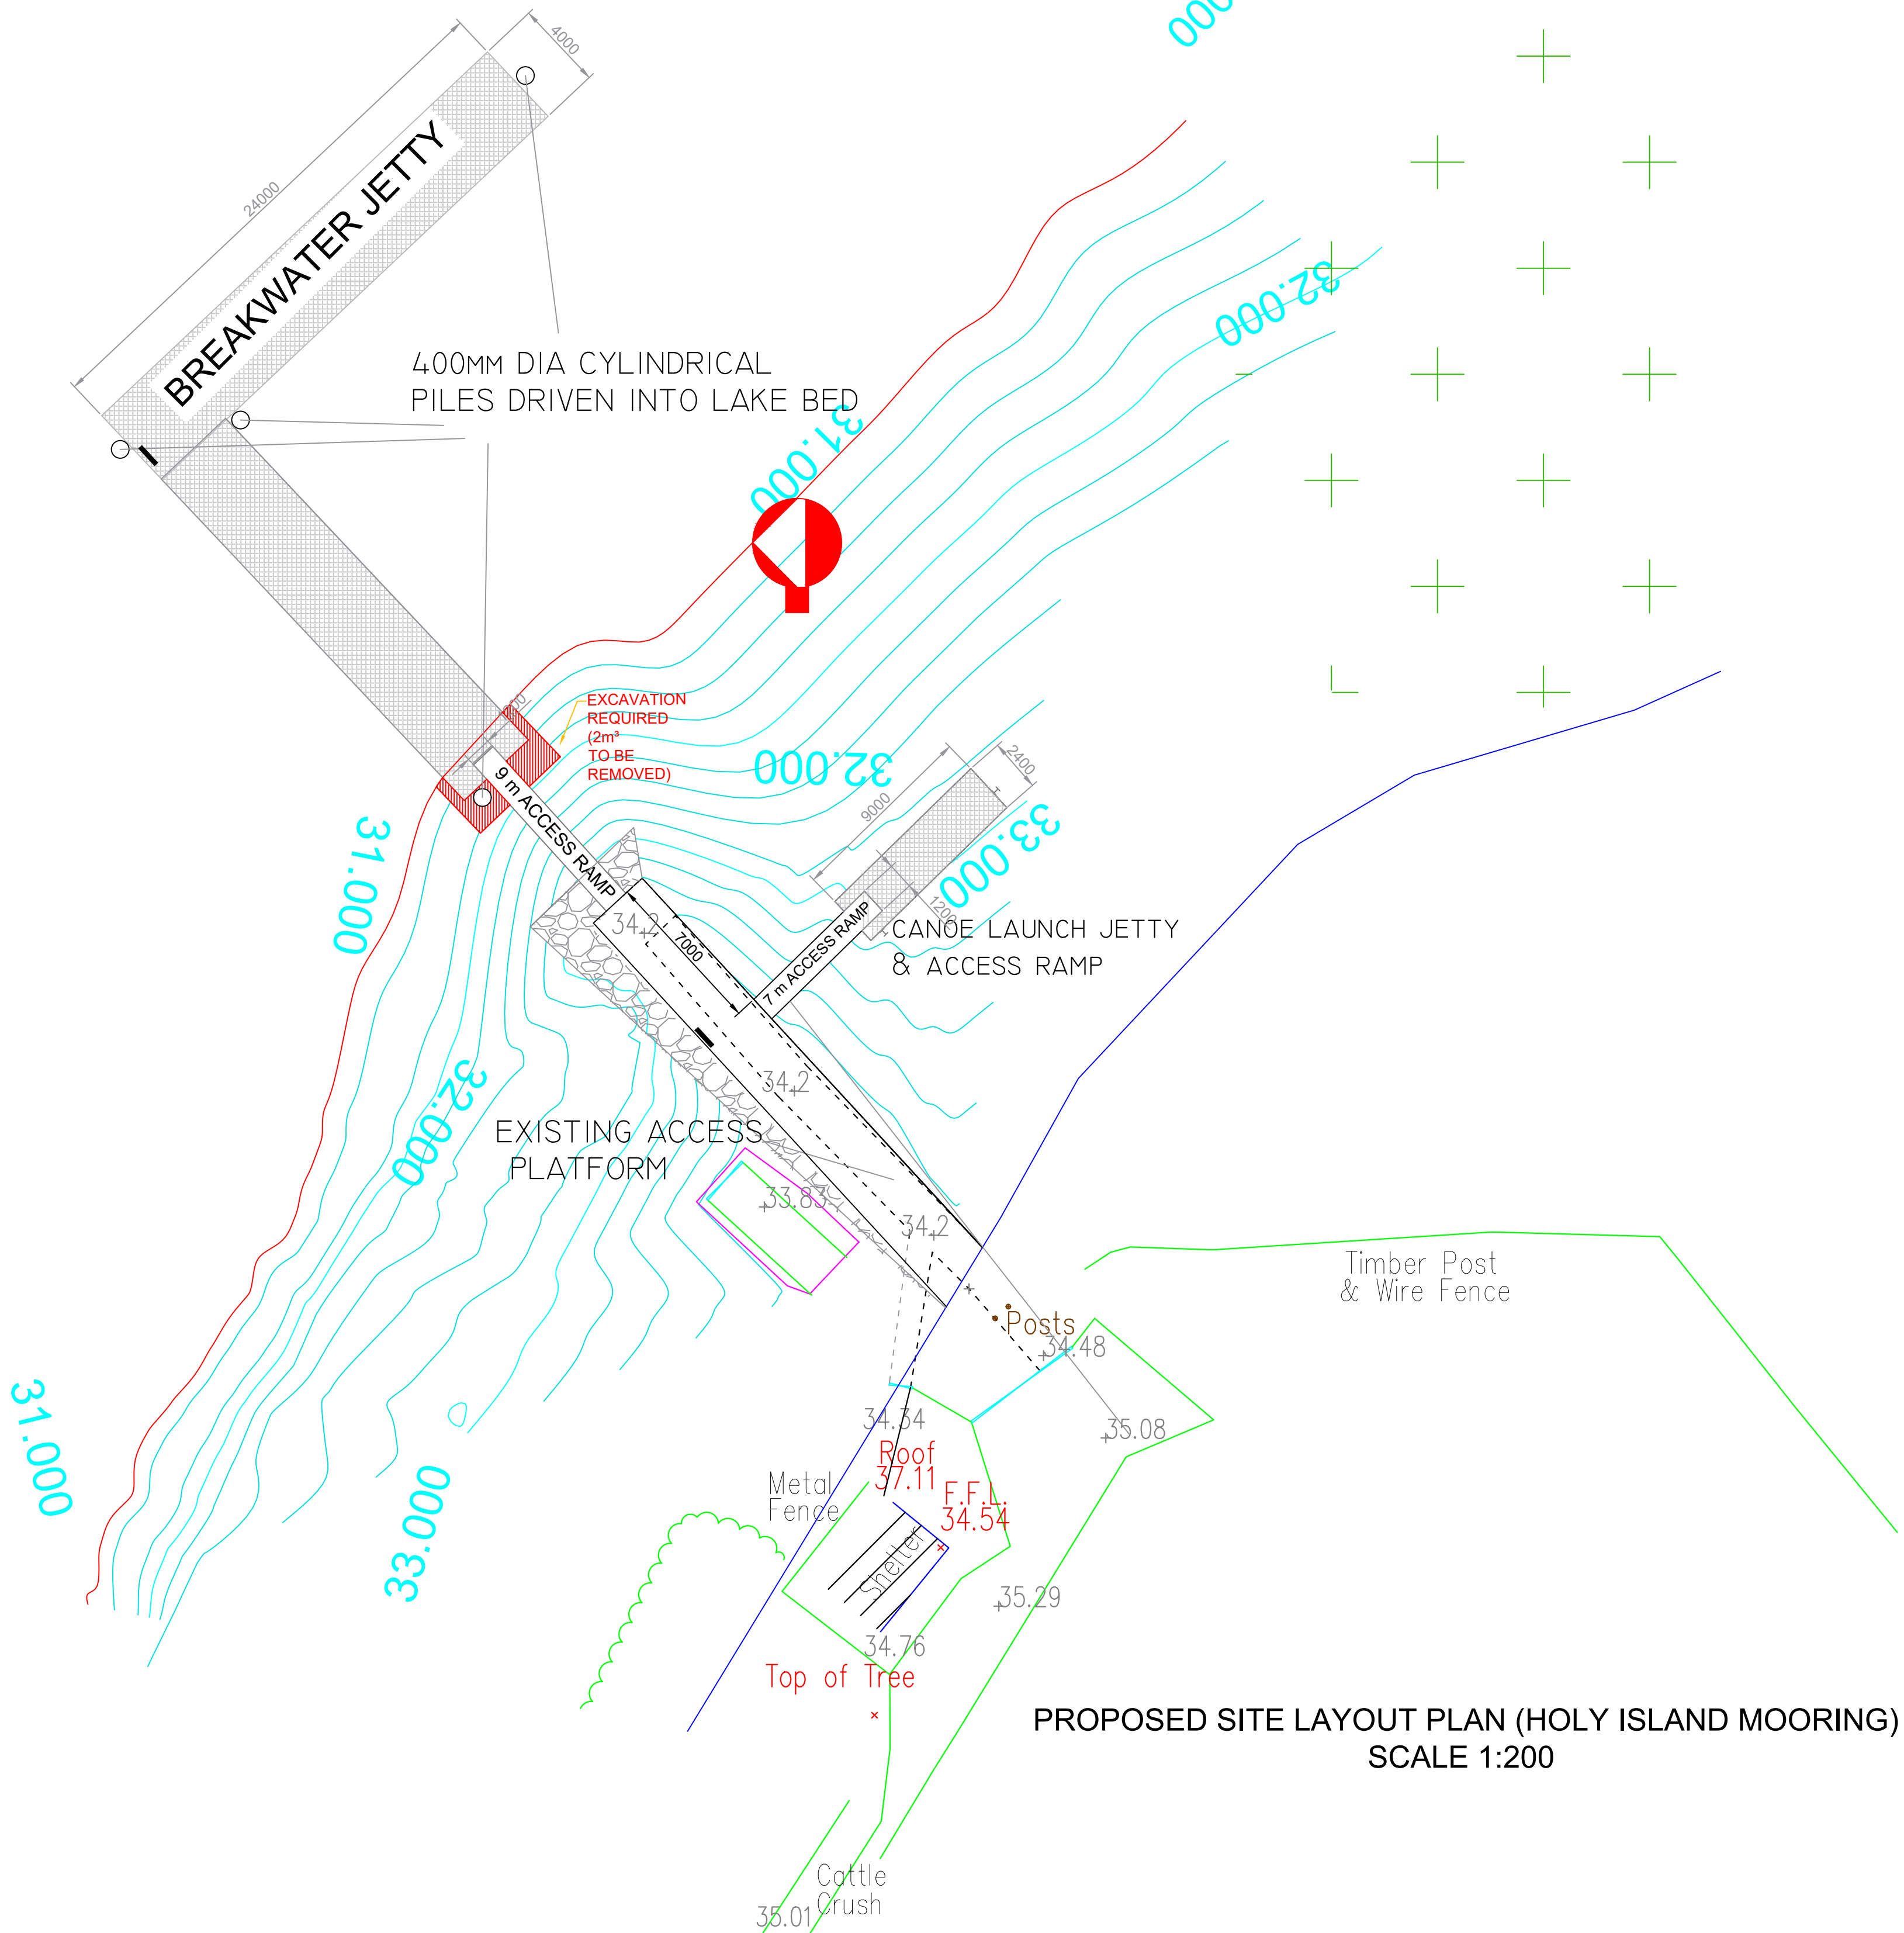 000
4000
24000
BREAKWATER JETTY
32.000
400MM DIA CYLINDRICAL
PILES DRIVEN INTO LAKE BED
31.000
EXCAVATION
REQUIRED
(2m³
TO BE
REMOVED)
9 m ACCESS RAMP
32.000
2400
9000
33.000
1200
31.000
34.2
7000
7 m ACCESS RAMP
CANOE LAUNCH JETTY
& ACCESS RAMP
34.2
32.000
EXISTING ACCESS
PLATFORM
33.83
34.2
Timber Post
& Wire Fence
Posts
34.48
31.000
34.34
35.08
Roof
37.11
Metal
Fence
F.F.L.
34.54
33.000
Shelter
35.29
34.76
Top of Tree
PROPOSED SITE LAYOUT PLAN (HOLY ISLAND MOORING)
SCALE 1:200
Cattle
Crush
35.01